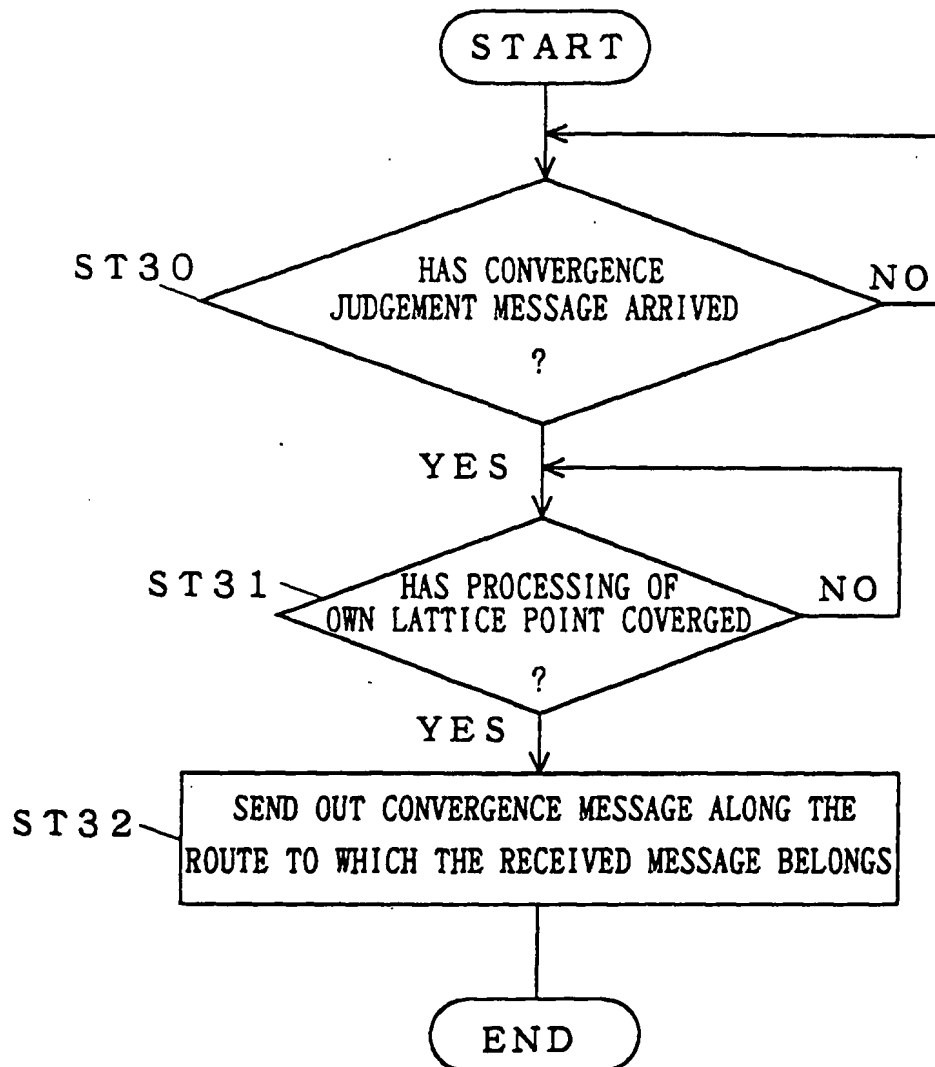 START
ST30
HAS CONVERGENCE
JUDGEMENT MESSAGE ARRIVED
?
NO
YES
ST31
HAS PROCESSING OF
OWN LATTICE POINT COVERGED
?
NO
YES
ST32
SEND OUT CONVERGENCE MESSAGE ALONG THE
ROUTE TO WHICH THE RECEIVED MESSAGE BELONGS
END